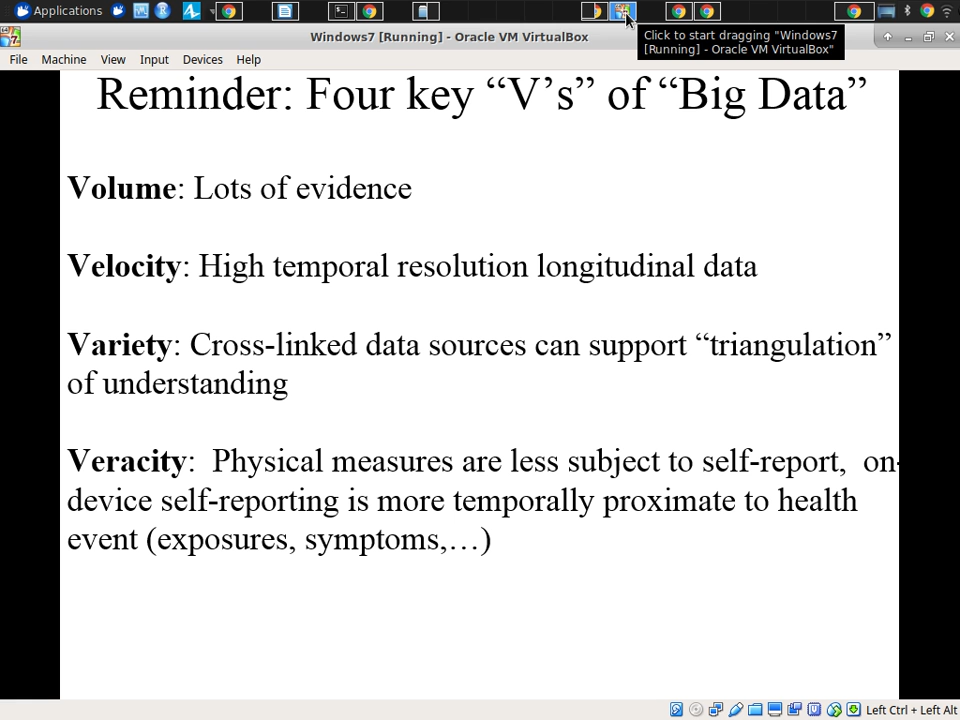 Applications
Click to start dragging "Windows7
[Running] - Oracle VM VirtualBox"
Windows7 [Running] - Oracle VM VirtualBox
File Machine View Input Devices Help
Reminder: Four key “V’s” of “Big Data”
Volume: Lots of evidence
Velocity: High temporal resolution longitudinal data
Variety: Cross-linked data sources can support “triangulation”
of understanding
Veracity:  Physical measures are less subject to self-report,  on-
device self-reporting is more temporally proximate to health
event (exposures, symptoms,…)
Left Ctrl + Left Alt